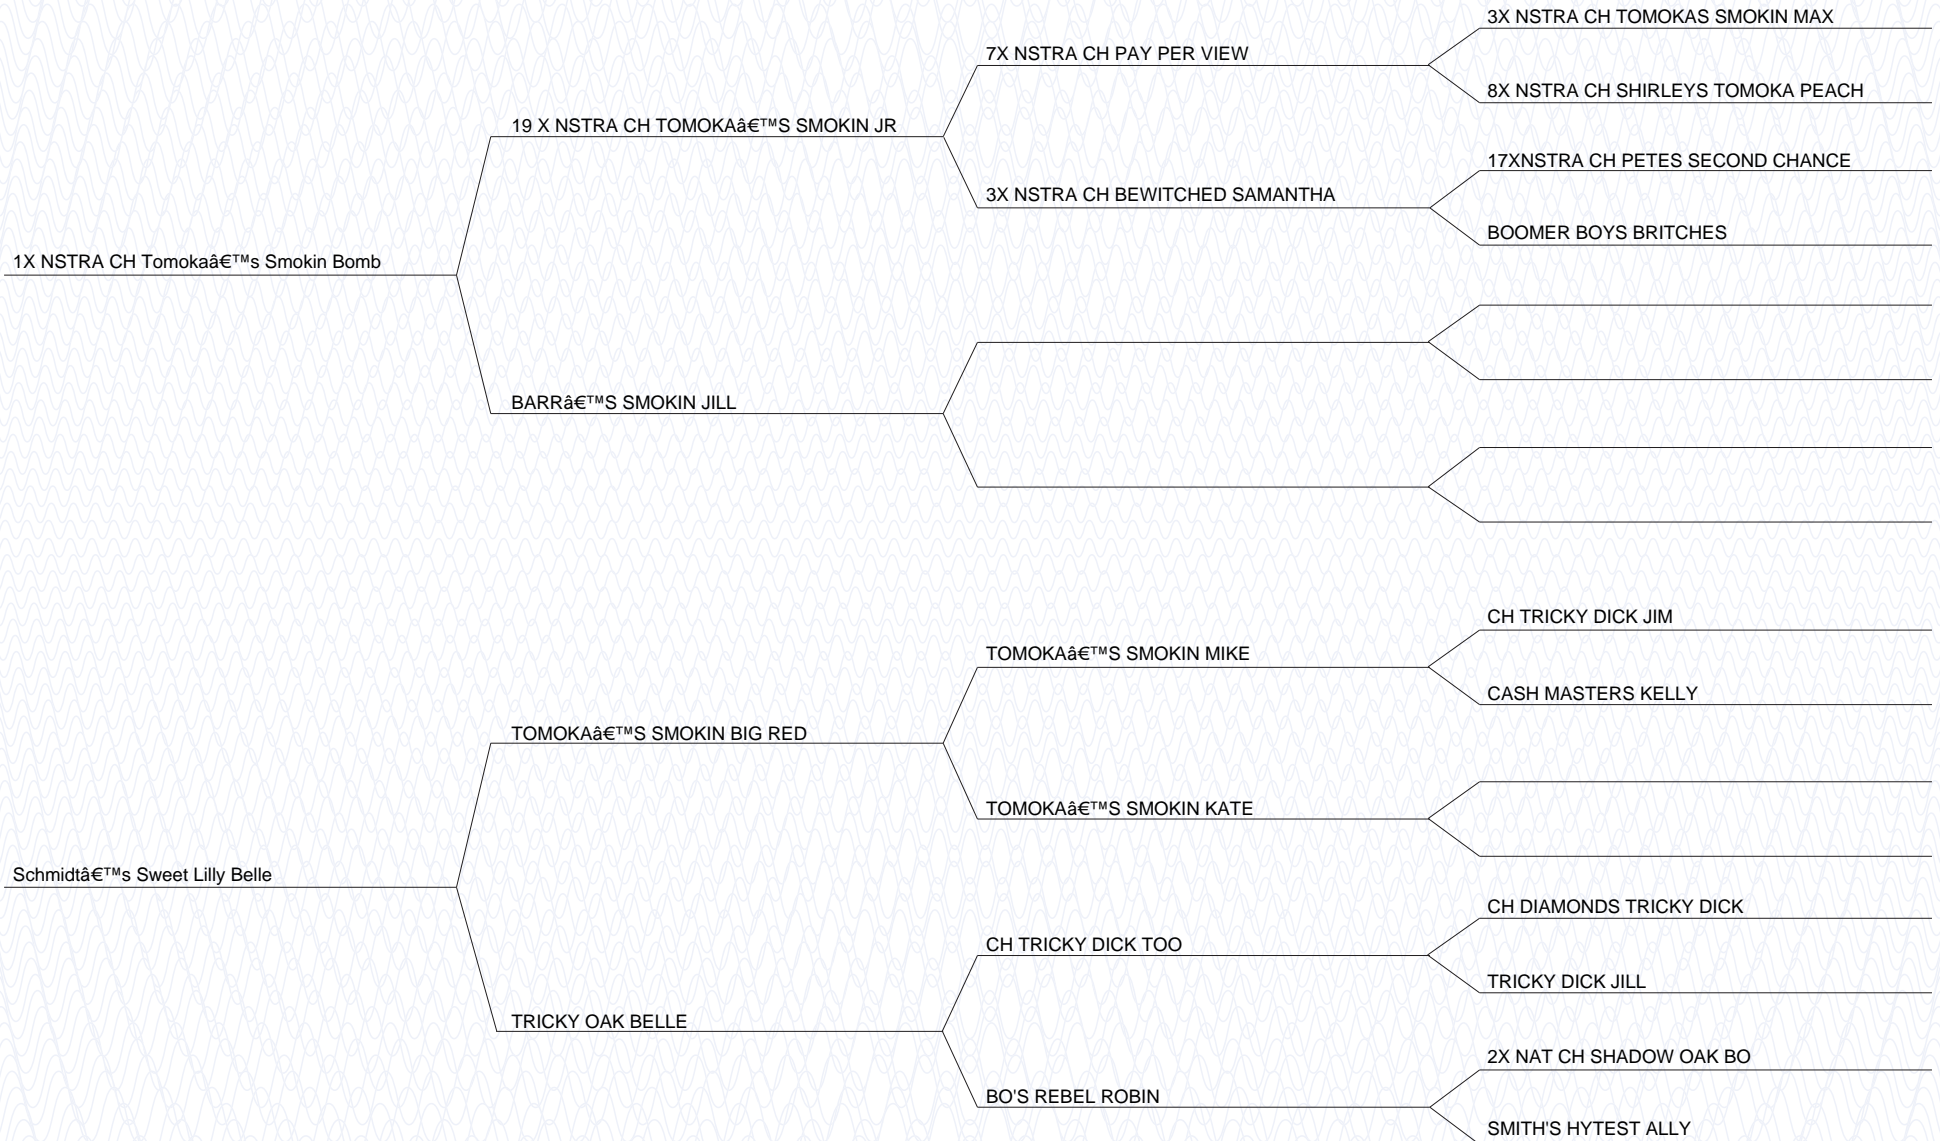 3X NSTRA CH TOMOKAS SMOKIN MAX
7X NSTRA CH PAY PER VIEW
8X NSTRA CH SHIRLEYS TOMOKA PEACH
19 X NSTRA CH TOMOKAâ€™S SMOKIN JR
17XNSTRA CH PETES SECOND CHANCE
3X NSTRA CH BEWITCHED SAMANTHA
BOOMER BOYS BRITCHES
1X NSTRA CH Tomokaâ€™s Smokin Bomb
BARRâ€™S SMOKIN JILL
CH TRICKY DICK JIM
TOMOKAâ€™S SMOKIN MIKE
CASH MASTERS KELLY
TOMOKAâ€™S SMOKIN BIG RED
TOMOKAâ€™S SMOKIN KATE
Schmidtâ€™s Sweet Lilly Belle
CH DIAMONDS TRICKY DICK
CH TRICKY DICK TOO
TRICKY DICK JILL
TRICKY OAK BELLE
2X NAT CH SHADOW OAK BO
BO'S REBEL ROBIN
SMITH'S HYTEST ALLY